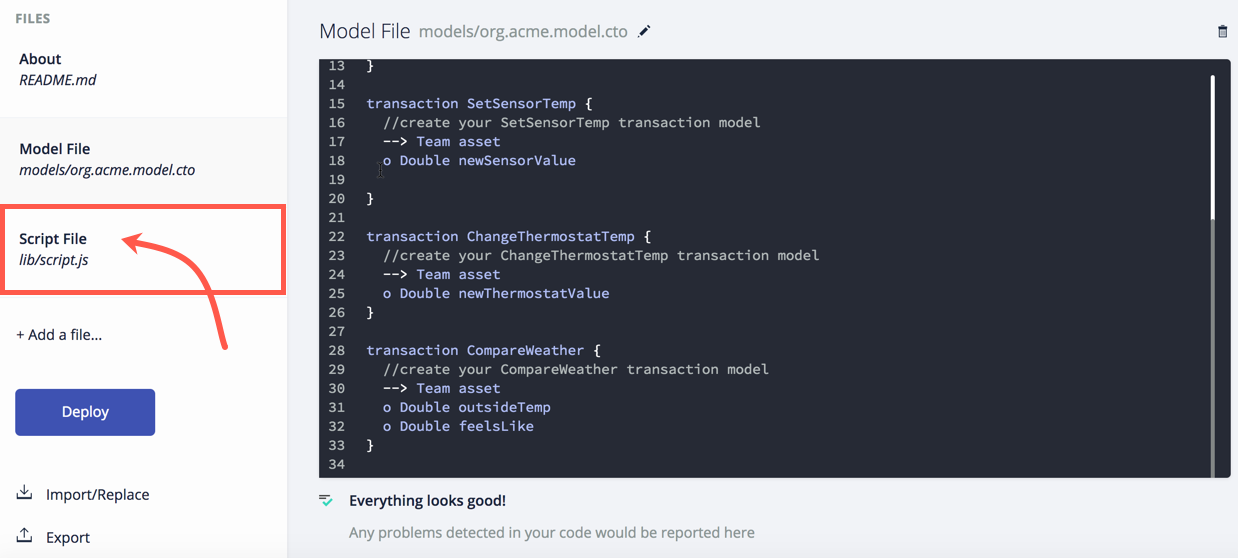 FILES
About
README.md
Model File
models/org.acme.model.cto
Script File
lib/script.js
+ Add a file...
Deploy
Import/Replace
Export
Model File models/org.acme.model.cto
13 }
14
15 transaction SetSensorTemp {
16 //create your SetSensorTemp transaction model
17 --> Team asset
18 o Double newSensorValue
19
20 }
21
22 transaction ChangeThermostatTemp {
23 //create your ChangeThermostatTemp transaction model
24 --> Team asset
25 o Double newThermostatValue
26 }
27
28 transaction CompareWeather {
29 //create your CompareWeather transaction model
30 --> Team asset
31 o Double outsideTemp
32 o Double feelsLike
33 }
34
Everything looks good!
Any problems detected in your code would be reported here